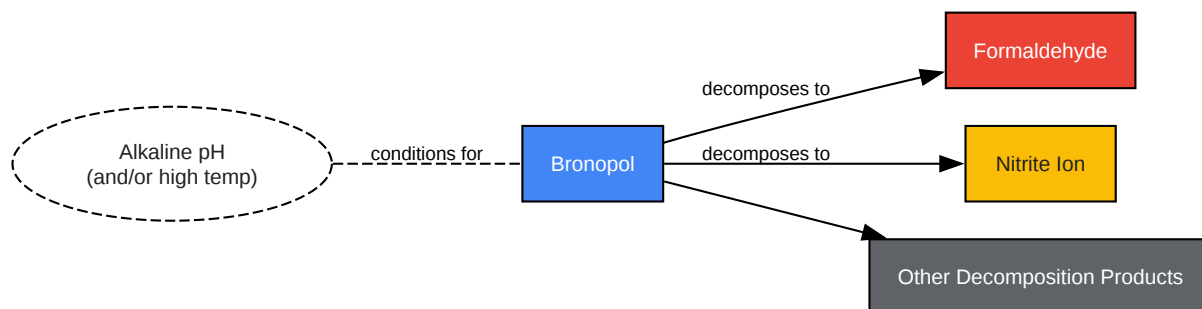 Formaldehyde
decomposes to
Alkaline pH
(and/or high temp)
conditions for
Bronopol
decomposes to
Nitrite Ion
Other Decomposition Products